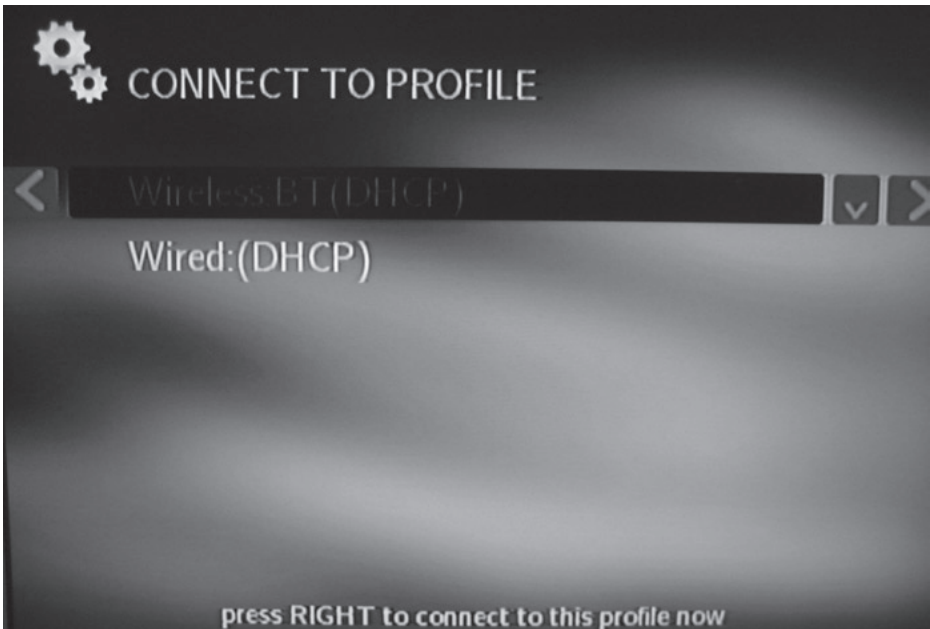 CONNECT TO PROFILE
Wireless:BT(DHCP)
Wired:(DHCP)
press RIGHT to connect to this profile now